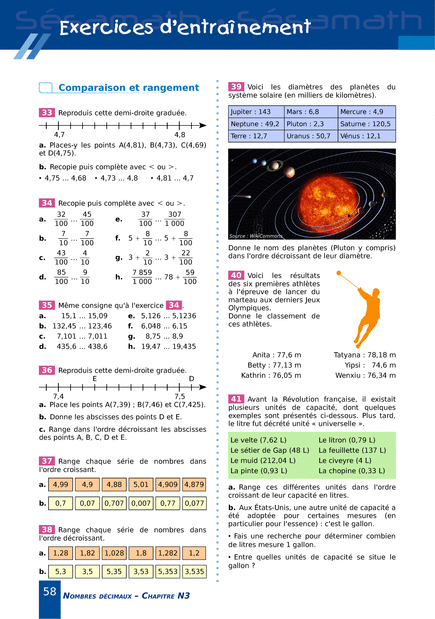 Exercices d'entraînement
Comparaison et rangement
33 Reproduis cette demi-droite graduée.
4,7 4,8
a. Places-y les points A(4,81), B(4,73), C(4,69)
et D(4,75).
b. Recopie puis complète avec < ou >.
• 4,75 ... 4,68 • 4,73 ... 4,8 • 4,81 ... 4,7
34 Recopie puis complète avec < ou >.
a. 32/100 ... 45/100 e. 37/100 ... 307/1 000
b. 7/10 ... 7/100 f. 5 + 8/10 ... 5 + 8/100
c. 43/100 ... 4/10 g. 3 + 2/10 ... 3 + 22/100
d. 85/100 ... 9/10 h. 7 859/1 000 ... 78 + 59/100
35 Même consigne qu'à l'exercice 34 .
a. 15,1 ... 15,09 e. 5,126 ... 5,1236
b. 132,45 ... 123,46 f. 6,048 ... 6,15
c. 7,101 ... 7,011 g. 8,75 ... 8,9
d. 435,6 ... 438,6 h. 19,47 ... 19,435
36 Reproduis cette demi-droite graduée.
E D
7,4 7,5
a. Place les points A(7,39) ; B(7,46) et C(7,425).
b. Donne les abscisses des points D et E.
c. Range dans l'ordre décroissant les abscisses
des points A, B, C, D et E.
37 Range chaque série de nombres dans
l'ordre croissant.
a. 4,99 4,9 4,88 5,01 4,909 4,879
b. 0,7 0,07 0,707 0,007 0,77 0,077
38 Range chaque série de nombres dans
l'ordre décroissant.
a. 1,28 1,82 1,028 1,8 1,282 1,2
b. 5,3 3,5 5,35 3,53 5,353 3,535
39 Voici les diamètres des planètes du
système solaire (en milliers de kilomètres).
Jupiter : 143 Mars : 6,8 Mercure : 4,9
Neptune : 49,2 Pluton : 2,3 Saturne : 120,5
Terre : 12,7 Uranus : 50,7 Vénus : 12,1
Source : WikiCommons
Donne le nom des planètes (Pluton y compris)
dans l'ordre décroissant de leur diamètre.
40 Voici les résultats
des six premières athlètes
à l'épreuve de lancer du
marteau aux derniers Jeux
Olympiques.
Donne le classement de
ces athlètes.
Anita : 77,6 m Tatyana : 78,18 m
Betty : 77,13 m Yipsi : 74,6 m
Kathrin : 76,05 m Wenxiu : 76,34 m
41 Avant la Révolution française, il existait
plusieurs unités de capacité, dont quelques
exemples sont présentés ci-dessous. Plus tard,
le litre fut décrété unité « universelle ».
Le velte (7,62 L) Le litron (0,79 L)
Le sétier de Gap (48 L) La feuillette (137 L)
Le muid (212,04 L) Le civeyre (4 L)
La pinte (0,93 L) La chopine (0,33 L)
a. Range ces différentes unités dans l'ordre
croissant de leur capacité en litres.
b. Aux États-Unis, une autre unité de capacité a
été adoptée pour certaines mesures (en
particulier pour l'essence) : c'est le gallon.
• Fais une recherche pour déterminer combien
de litres mesure 1 gallon.
• Entre quelles unités de capacité se situe le
gallon ?
58 NOMBRES DÉCIMAUX – CHAPITRE N3